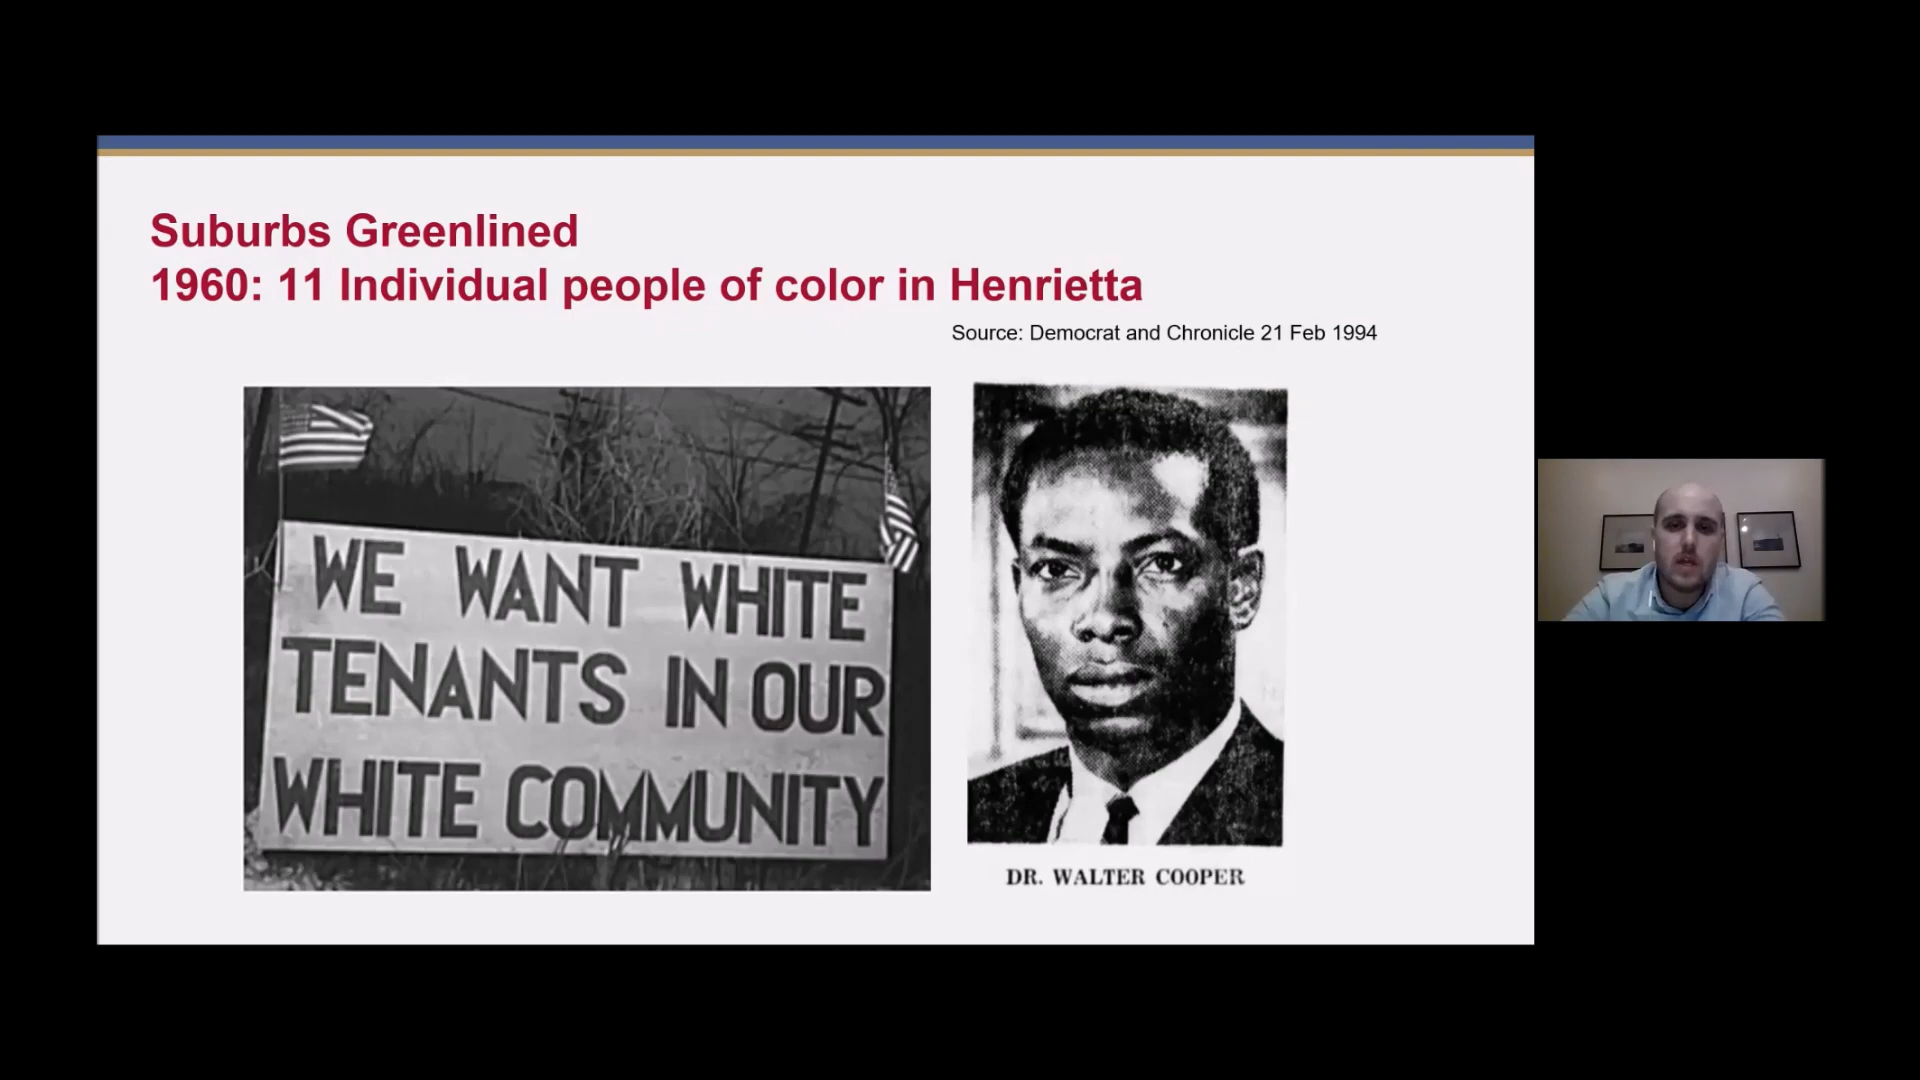 Suburbs Greenlined
1960: 11 Individual people of color in Henrietta
Source: Democrat and Chronicle 21 Feb 1994
WE WANT WHITE
TENANTS IN OUR
WHITE COMMUNITY
DR. WALTER COOPER